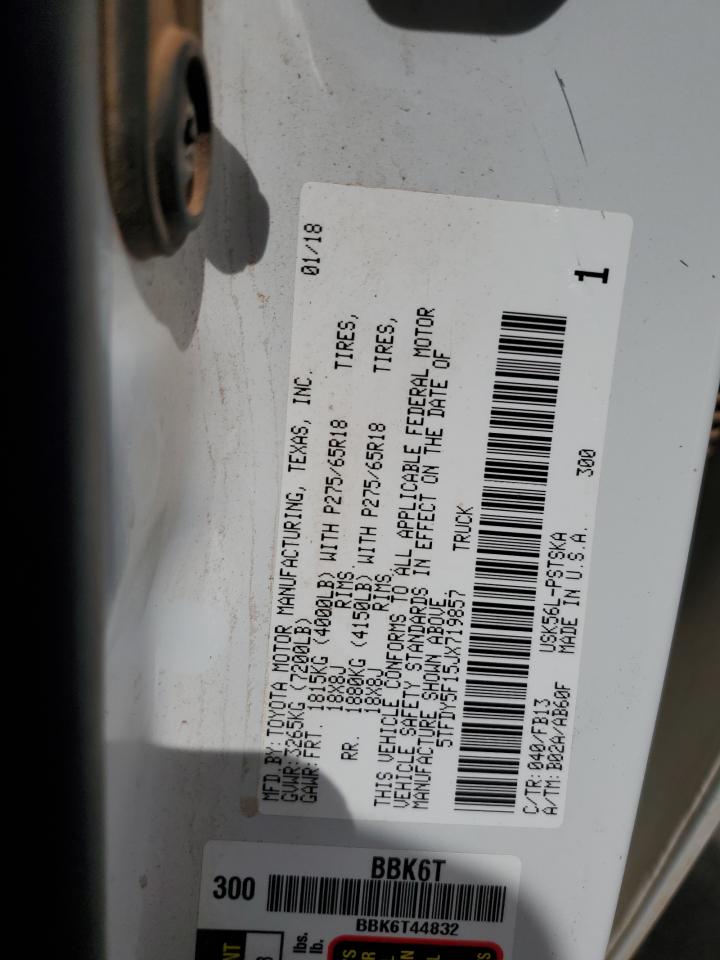 MFD.BY:TOYOTA MOTOR MANUFACTURING, TEXAS, INC. 01/18
GVWR:3265KG (7200LB)
GAWR:FRT. 1815KG (4000LB) WITH P275/65R18 TIRES,
18X8J RIMS
RR. 1880KG (4150LB) WITH P275/65R18 TIRES,
18X8J RIMS
THIS VEHICLE CONFORMS TO ALL APPLICABLE FEDERAL MOTOR
VEHICLE SAFETY STANDARDS IN EFFECT ON THE DATE OF
MANUFACTURE SHOWN ABOVE.
5TFDY5F15JX719857 TRUCK
C/TR:040/FB13 USK56L-PSTSKA 300
A/TM:B02A/AB60F MADE IN U.S.A.
1
BBK6T
300
BBK6T44832
lbs.
lb.